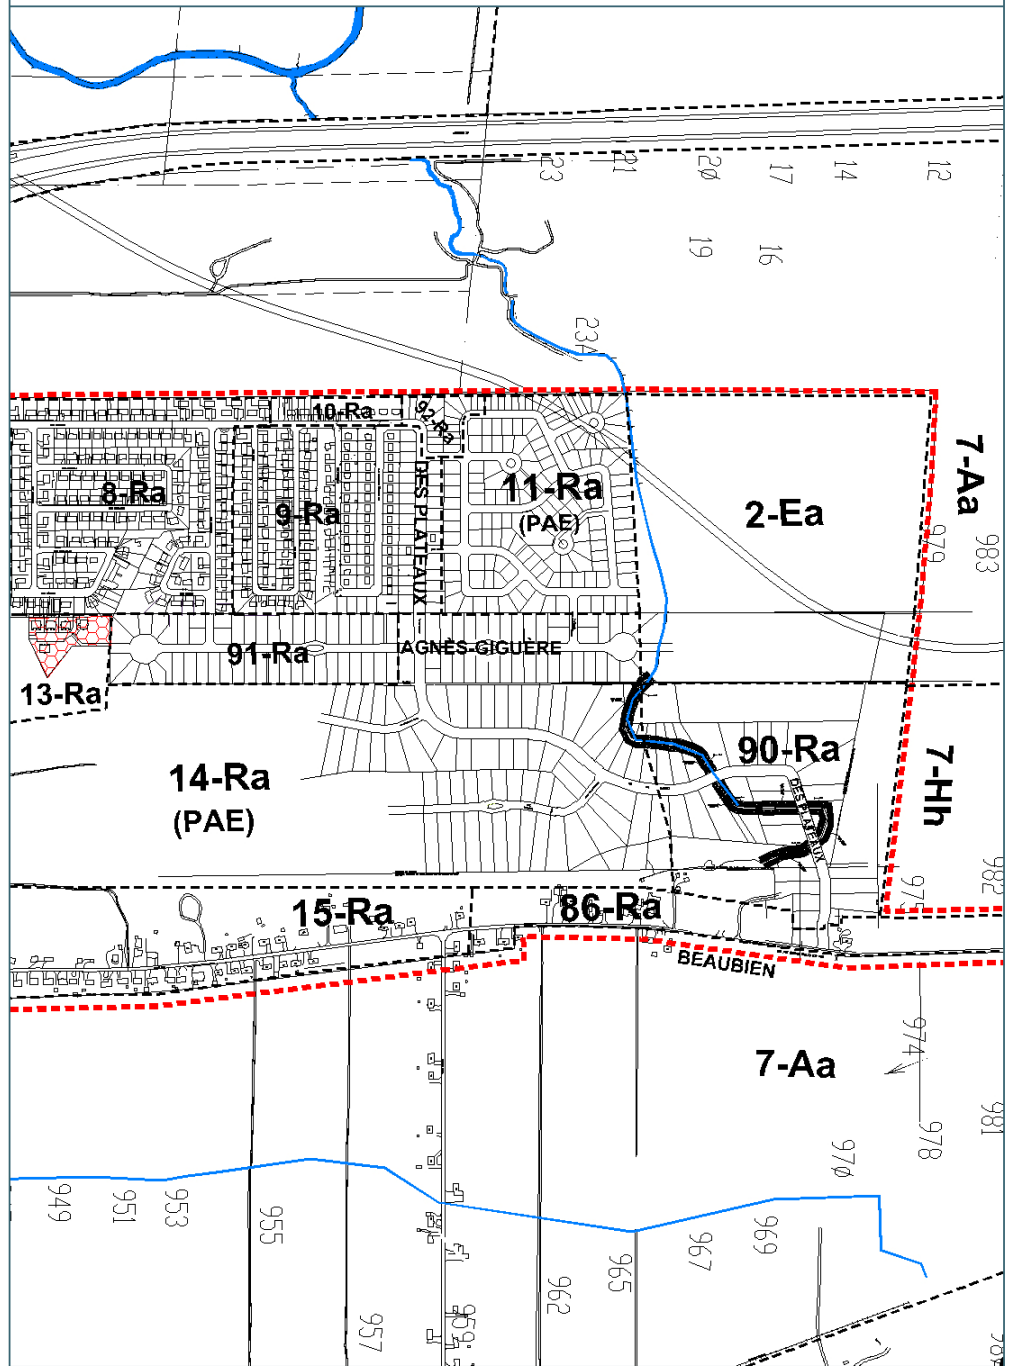 23
21
20
17
14
12
19
16
23A
10-Ra
92-Ra
8-Ra
9-Ra
DES PLATEAUX
11-Ra
(PAE)
2-Ea
7-Aa
979
983
91-Ra
AGNÈS-GIGUÈRE
13-Ra
14-Ra
(PAE)
90-Ra
DES PLATEAUX
7-Hh
982
975
15-Ra
86-Ra
BEAUBIEN
7-Aa
974
978
981
970
949
951
953
955
957
959
962
965
967
969